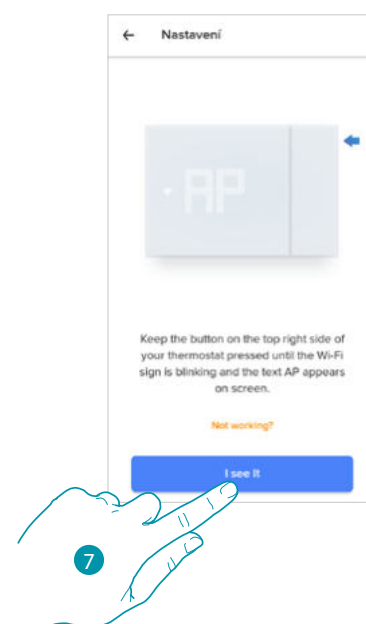 ← Nastavení
AP
Keep the button on the top right side of
your thermostat pressed until the Wi-Fi
sign is blinking and the text AP appears
on screen.
Not working?
I see It
7